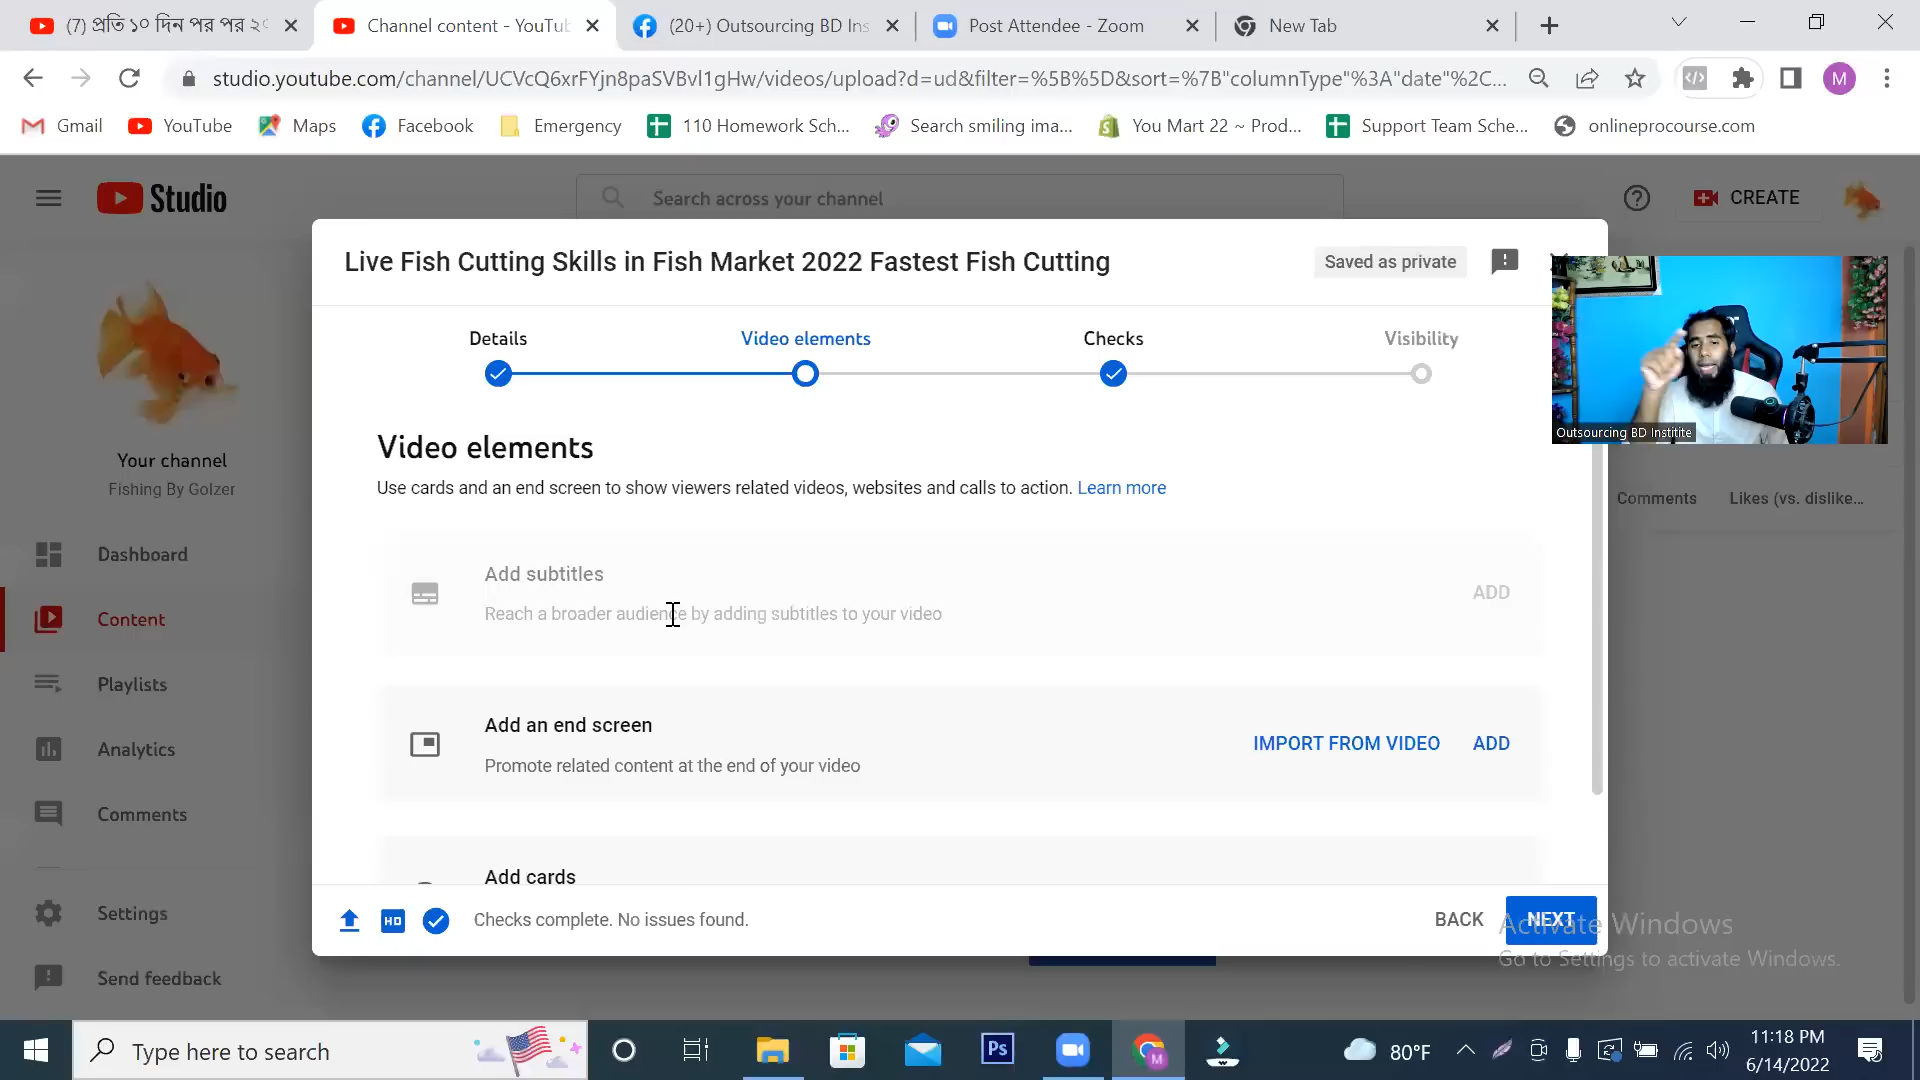 (7) প্রতি ১০ দিন পর পর ২
Channel content - YouTub
(20+) Outsourcing BD Ins
Post Attendee - Zoom
New Tab
studio.youtube.com/channel/UCVcQ6xrFYjn8paSVBvl1gHw/videos/upload?d=ud&filter=%5B%5D&sort=%7B"columnType"%3A"date"%2C...
M
Gmail
YouTube
Maps
Facebook
Emergency
110 Homework Sch...
Search smiling ima...
You Mart 22 ~ Prod...
Support Team Sche...
onlineprocourse.com
Studio
Search across your channel
CREATE
Live Fish Cutting Skills in Fish Market 2022 Fastest Fish Cutting
Saved as private
Details
Video elements
Checks
Visibility
Outsourcing BD Institite
Video elements
Use cards and an end screen to show viewers related videos, websites and calls to action. Learn more
Your channel
Fishing By Golzer
Comments
Likes (vs. dislike...
Dashboard
Content
Playlists
Analytics
Comments
Settings
Send feedback
Add subtitles
Reach a broader audience by adding subtitles to your video
ADD
Add an end screen
Promote related content at the end of your video
IMPORT FROM VIDEO
ADD
Add cards
HD
Checks complete. No issues found.
BACK
NEXT
Activate Windows
Go to Settings to activate Windows.
Type here to search
Ps
M
80°F
11:18 PM
6/14/2022